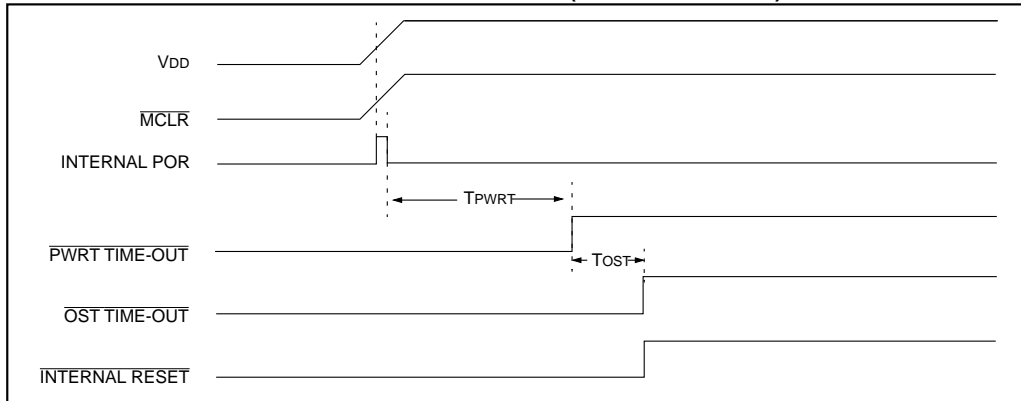 VDD
MCLR
INTERNAL POR
TPWRT
PWRT TIME-OUT
TOST
OST TIME-OUT
INTERNAL RESET